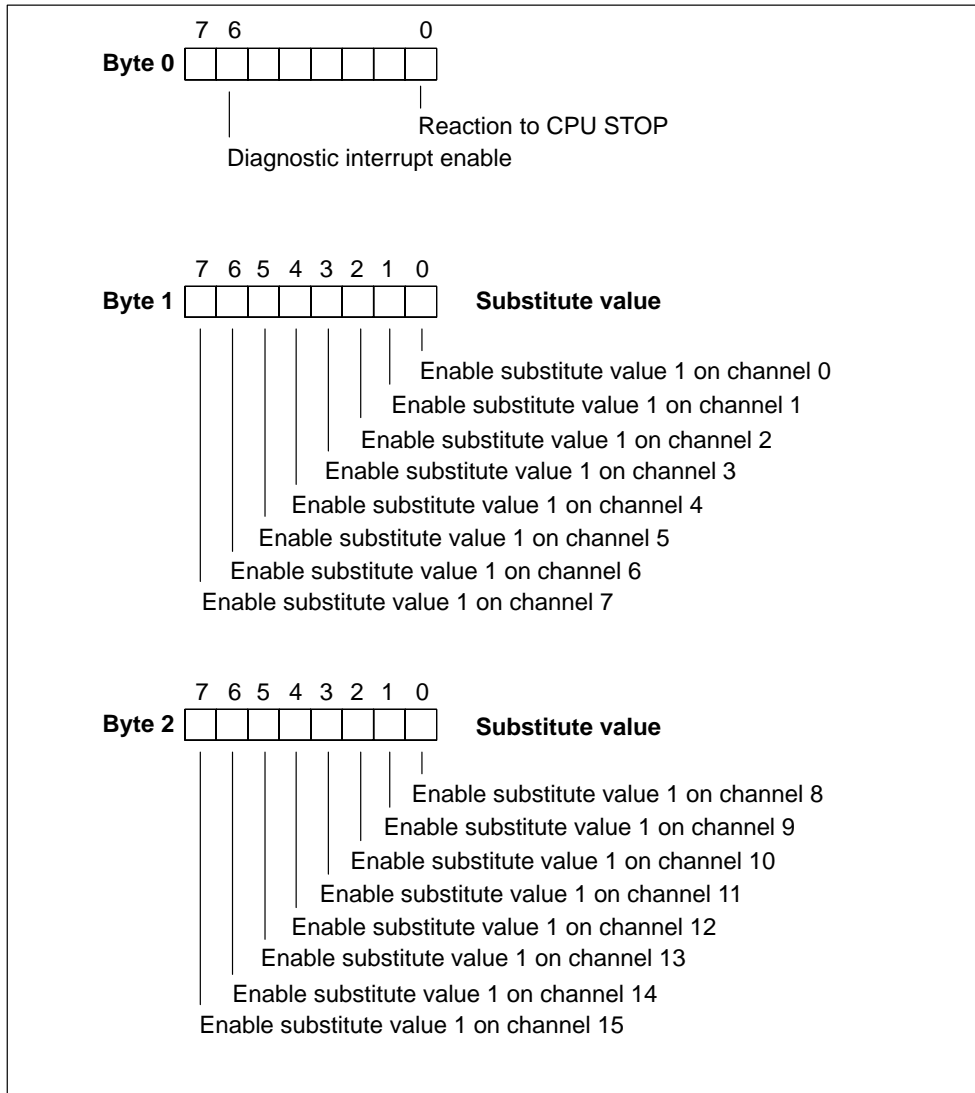 7 6 0
Byte 0
Reaction to CPU STOP
Diagnostic interrupt enable
7 6 5 4 3 2 1 0
Byte 1 Substitute value
Enable substitute value 1 on channel 0
Enable substitute value 1 on channel 1
Enable substitute value 1 on channel 2
Enable substitute value 1 on channel 3
Enable substitute value 1 on channel 4
Enable substitute value 1 on channel 5
Enable substitute value 1 on channel 6
Enable substitute value 1 on channel 7
7 6 5 4 3 2 1 0
Byte 2 Substitute value
Enable substitute value 1 on channel 8
Enable substitute value 1 on channel 9
Enable substitute value 1 on channel 10
Enable substitute value 1 on channel 11
Enable substitute value 1 on channel 12
Enable substitute value 1 on channel 13
Enable substitute value 1 on channel 14
Enable substitute value 1 on channel 15